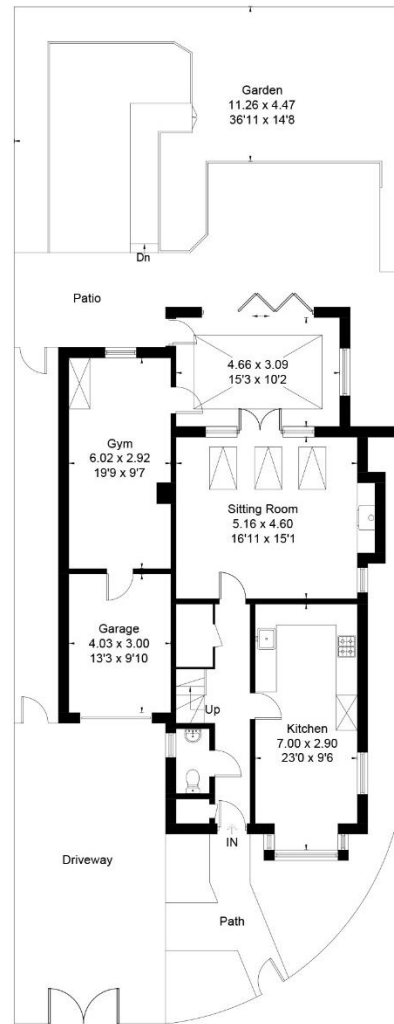 Garden
11.26 x 4.47
36'11 x 14'8
Dn
Patio
4.66 x 3.09
15'3 x 10'2
Gym
6.02 x 2.92
19'9 x 9'7
Sitting Room
5.16 x 4.60
16'11 x 15'1
Garage
4.03 x 3.00
13'3 x 9'10
Up
Kitchen
7.00 x 2.90
23'0 x 9'6
IN
Driveway
Path